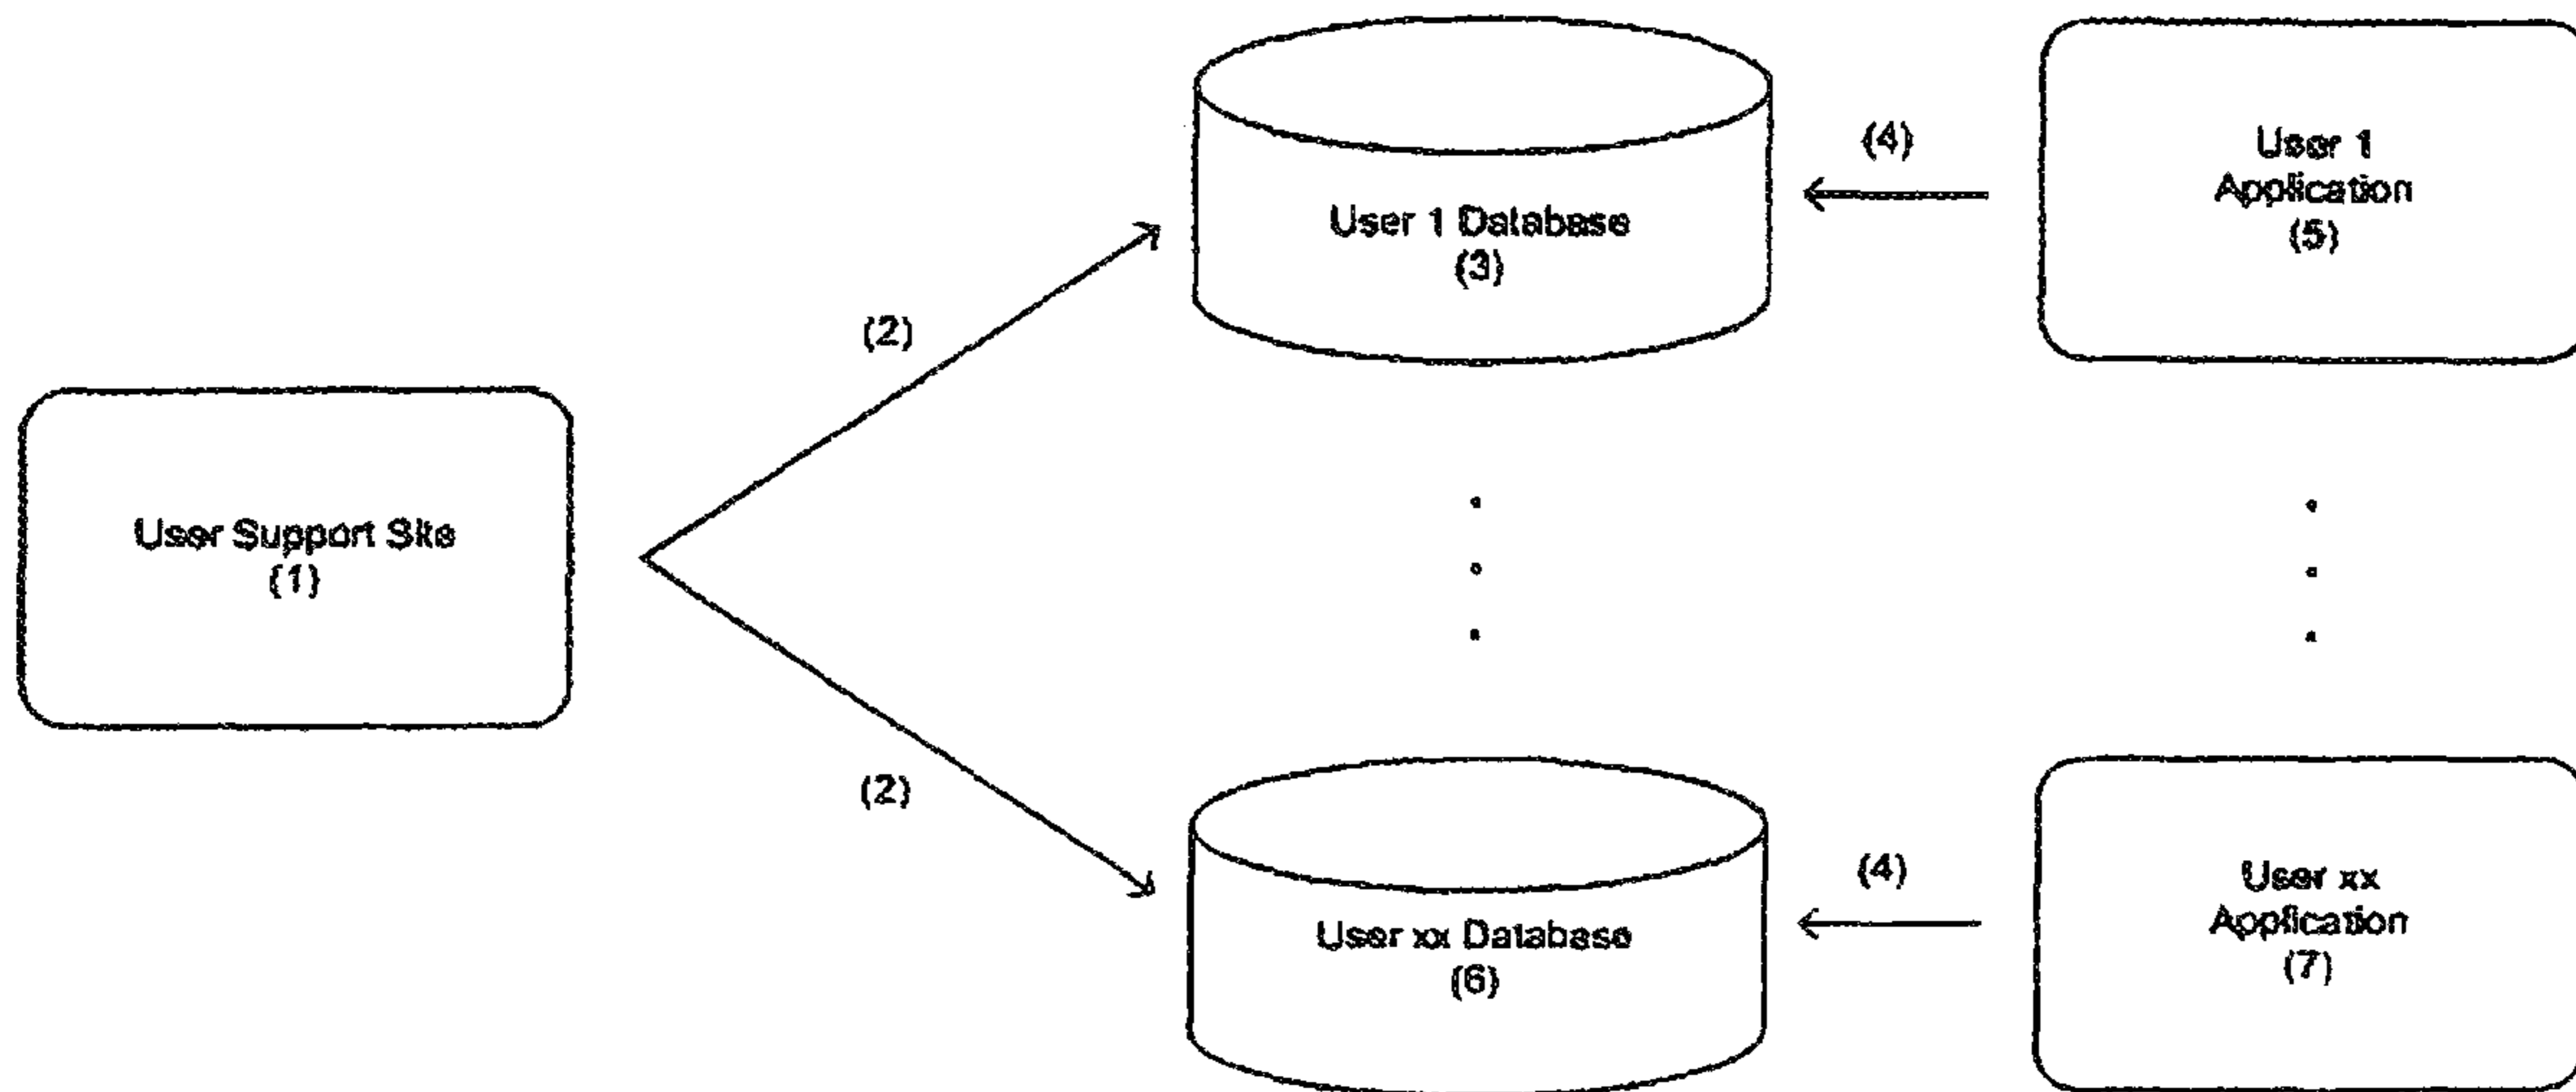 User 1 Database
(3)
(4)
User 1
Application
(5)
(2)
User Support Site
(1)
(2)
User xx Database
(6)
(4)
User xx
Application
(7)